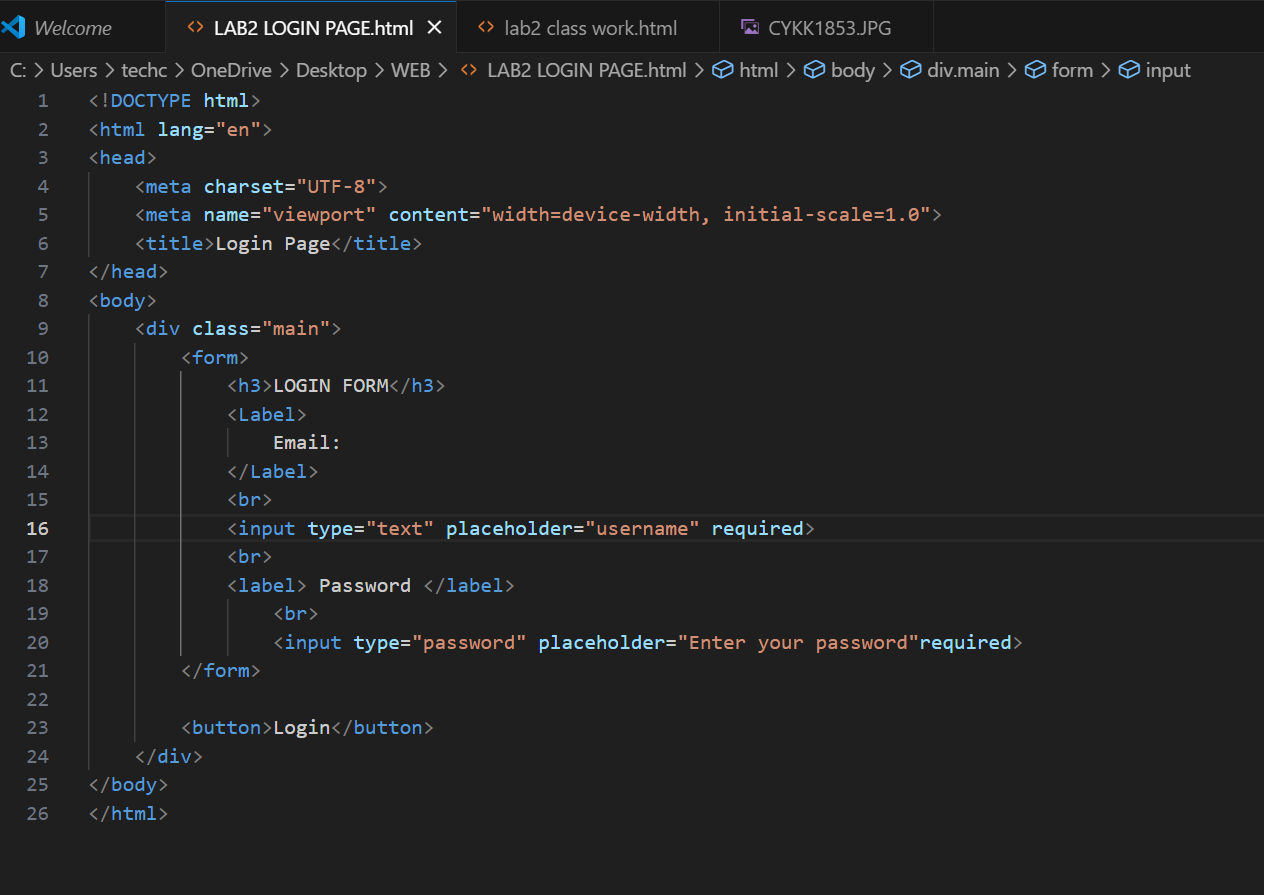 Welcome LAB2 LOGIN PAGE.html lab2 class work.html CYKK1853.JPG
C: > Users > techc > OneDrive > Desktop > WEB > LAB2 LOGIN PAGE.html > html > body > div.main > form > input
1 <!DOCTYPE html>
2 <html lang="en">
3 <head>
4     <meta charset="UTF-8">
5     <meta name="viewport" content="width=device-width, initial-scale=1.0">
6     <title>Login Page</title>
7 </head>
8 <body>
9     <div class="main">
10         <form>
11             <h3>LOGIN FORM</h3>
12             <Label>
13                 Email:
14             </Label>
15             <br>
16             <input type="text" placeholder="username" required>
17             <br>
18             <label> Password </label>
19                 <br>
20                 <input type="password" placeholder="Enter your password"required>
21         </form>
22
23         <button>Login</button>
24     </div>
25 </body>
26 </html>